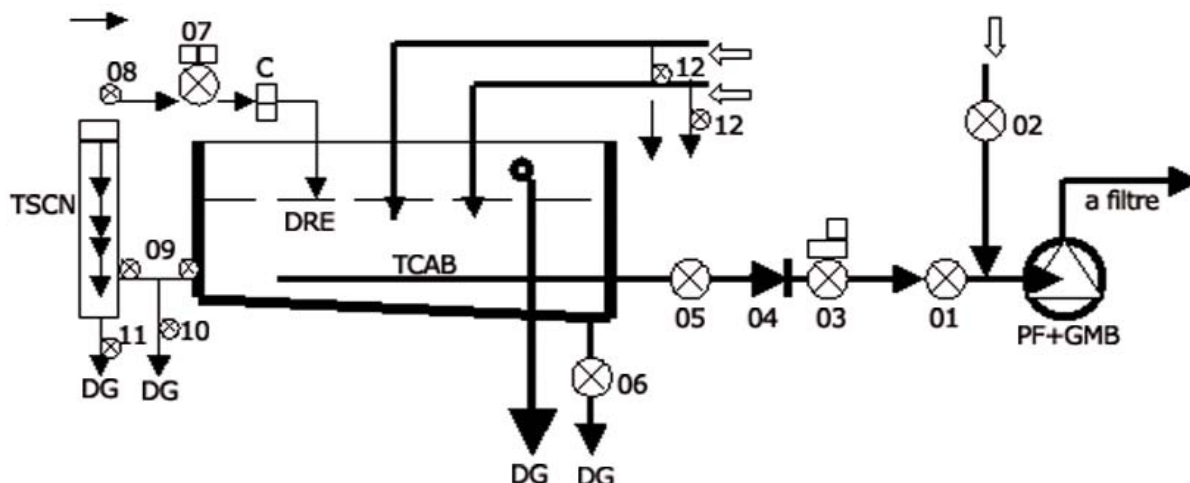 07
08
C
12
12
02
TSCN
09
DRE
TCAB
a filtre
05
04
03
01
PF+GMB
11
10
06
DG
DG
DG
DG